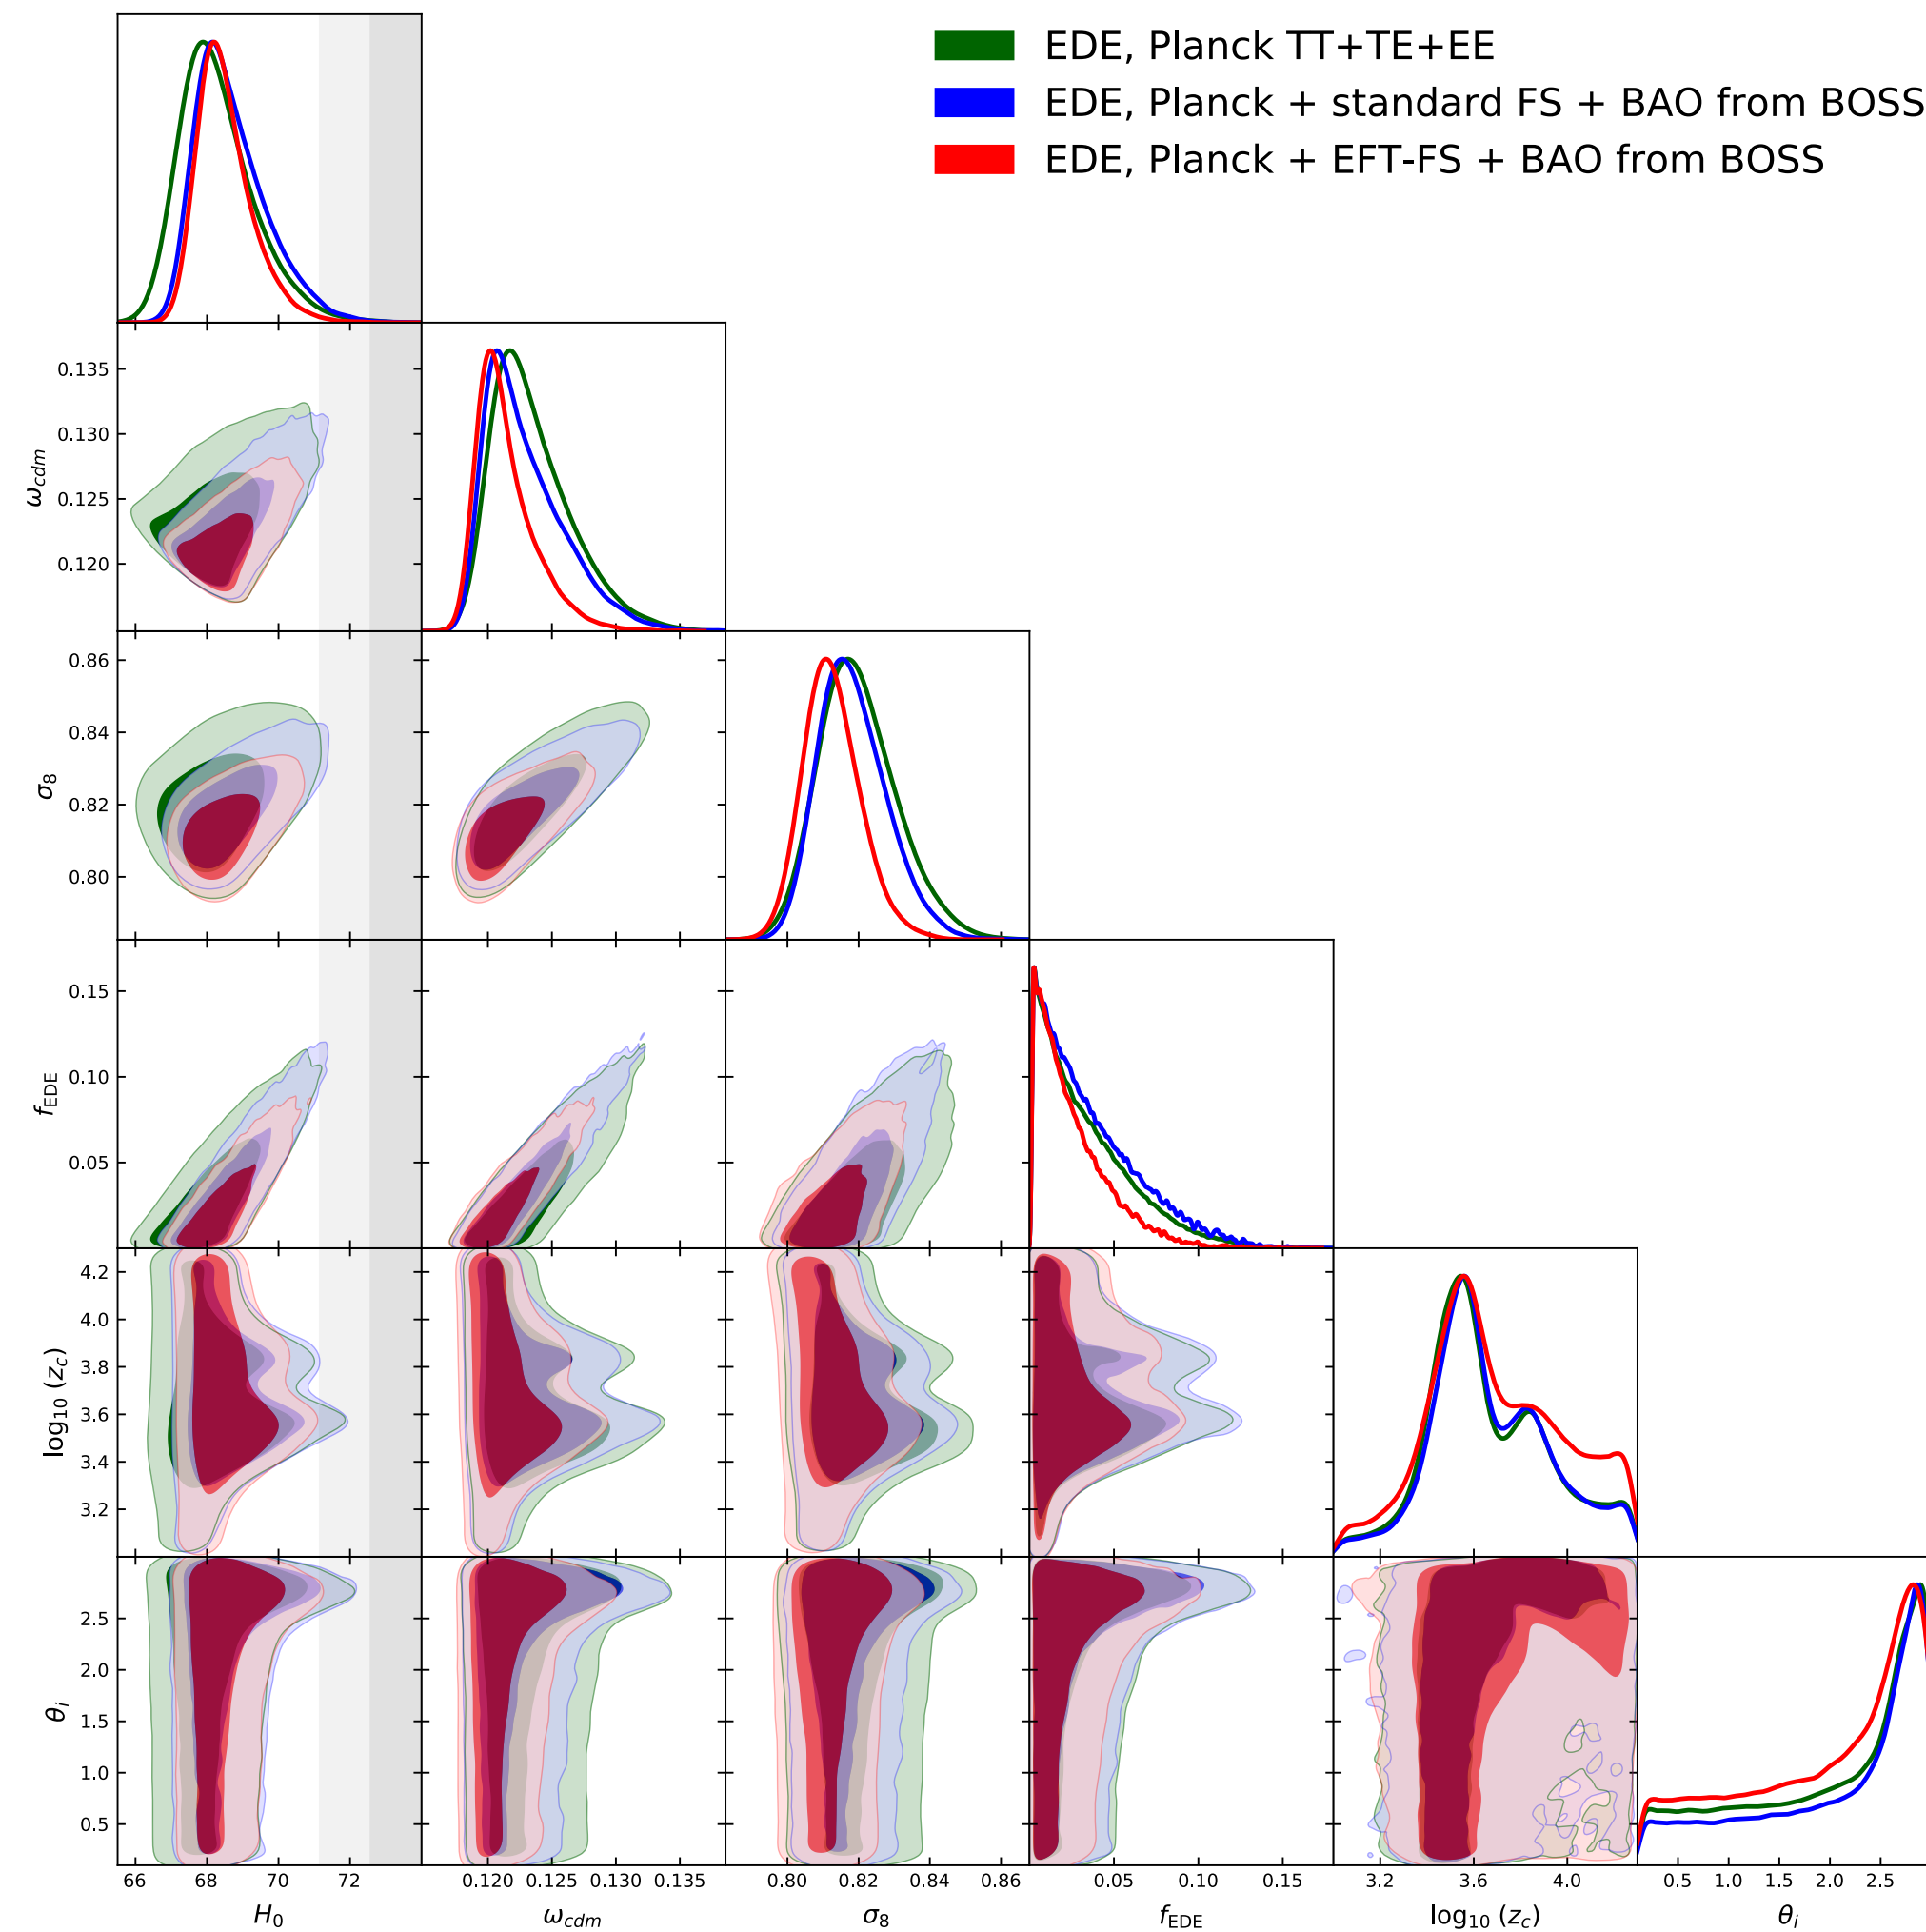 EDE, Planck TT+TE+EE
EDE, Planck + standard FS + BAO from BOSS
EDE, Planck + EFT-FS + BAO from BOSS
0.135
0.130
0.125
0.120
ω_cdm
0.86
0.84
0.82
0.80
σ_8
0.15
0.10
0.05
f_EDE
4.2
4.0
3.8
3.6
3.4
3.2
log_10 (z_c)
2.5
2.0
1.5
1.0
0.5
θ_i
66 68 70 72
0.120 0.125 0.130 0.135
0.80 0.82 0.84 0.86
0.05 0.10 0.15
3.2 3.6 4.0
0.5 1.0 1.5 2.0 2.5
H_0 ω_cdm σ_8 f_EDE log_10 (z_c) θ_i